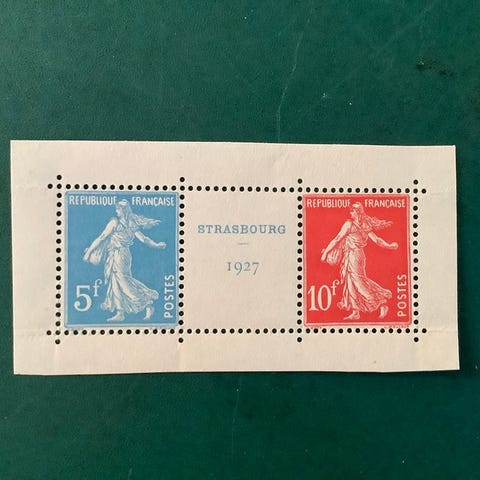 REPUBLIQUE FRANÇAISE
5f
POSTES
STRASBOURG
1927
REPUBLIQUE FRANÇAISE
10f
POSTES